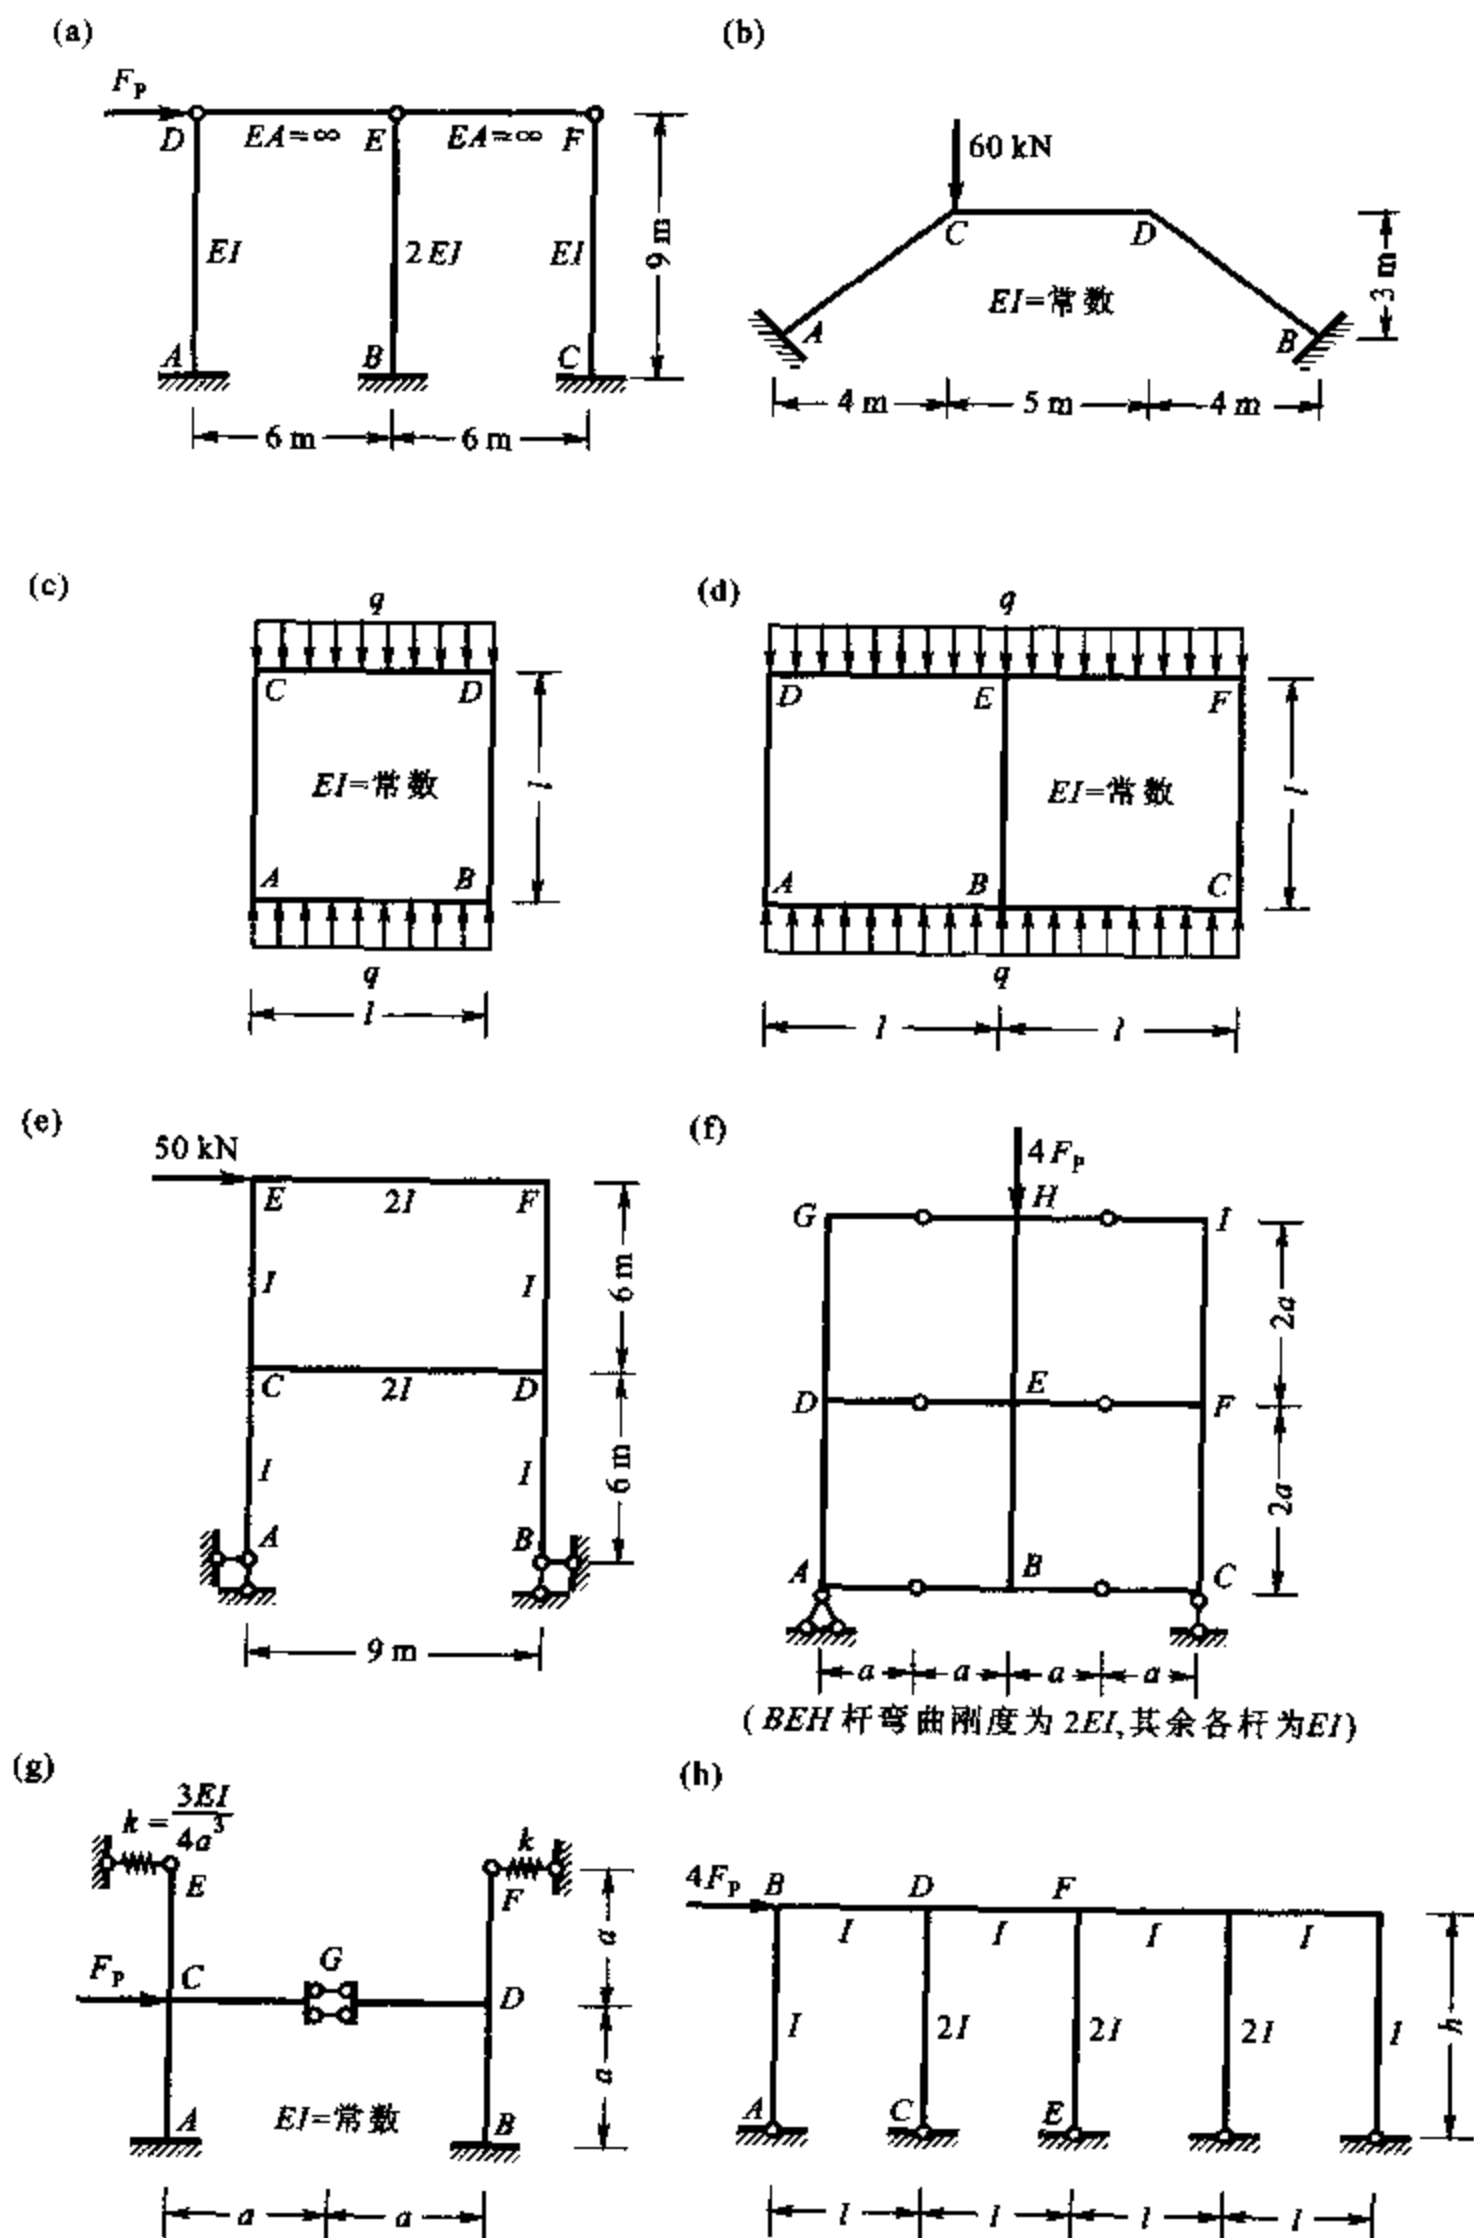 (a)
F_P
D
EA=∞
E
EA=∞
F
EI
2EI
EI
9 m
A
B
C
6 m
6 m
(b)
60 kN
C
D
EI=常数
3 m
A
B
4 m
5 m
4 m
(c)
q
C
D
EI=常数
l
A
B
q
l
(d)
q
D
E
F
EI=常数
l
A
B
C
q
l
l
(e)
50 kN
E
2I
F
I
I
6 m
C
2I
D
I
I
6 m
A
B
9 m
(f)
4F_P
G
H
I
2a
D
E
F
2a
A
B
C
a
a
a
a
(BEH杆弯曲刚度为2EI,其余各杆为EI)
(g)
k=3EI/4a³
k
E
F
a
F_P
C
G
D
a
A
EI=常数
B
a
a
(h)
4F_P
B
D
F
I
I
I
I
I
2I
2I
2I
I
h
A
C
E
l
l
l
l